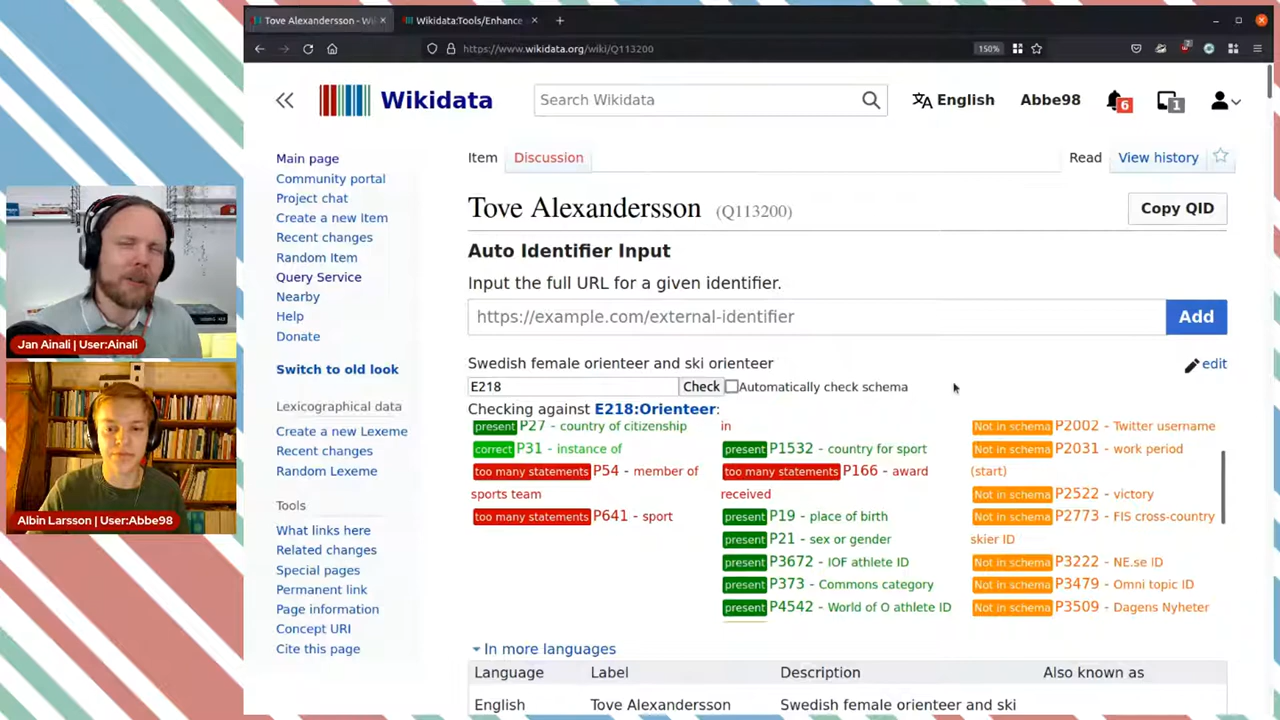 Tove Alexandersson - Wi
Wikidata:Tools/Enhance
https://www.wikidata.org/wiki/Q113200
150%
Wikidata
Search Wikidata
English
Abbe98
6
1
Main page
Community portal
Project chat
Create a new Item
Recent changes
Random Item
Query Service
Nearby
Help
Donate
Switch to old look
Lexicographical data
Create a new Lexeme
Recent changes
Random Lexeme
Tools
What links here
Related changes
Special pages
Permanent link
Page information
Concept URI
Cite this page
Item
Discussion
Read
View history
Tove Alexandersson (Q113200)
Copy QID
Auto Identifier Input
Input the full URL for a given identifier.
https://example.com/external-identifier
Add
Swedish female orienteer and ski orienteer
edit
E218
Check
Automatically check schema
Checking against E218:Orienteer:
present P27 - country of citizenship
correct P31 - instance of
too many statements P54 - member of
sports team
too many statements P641 - sport
in
present P1532 - country for sport
too many statements P166 - award
received
present P19 - place of birth
present P21 - sex or gender
present P3672 - IOF athlete ID
present P373 - Commons category
present P4542 - World of O athlete ID
Not in schema P2002 - Twitter username
Not in schema P2031 - work period
(start)
Not in schema P2522 - victory
Not in schema P2773 - FIS cross-country
skier ID
Not in schema P3222 - NE.se ID
Not in schema P3479 - Omni topic ID
Not in schema P3509 - Dagens Nyheter
In more languages
Language Label Description Also known as
English Tove Alexandersson Swedish female orienteer and ski
Jan Ainali | User:Ainali
Albin Larsson | User:Abbe98